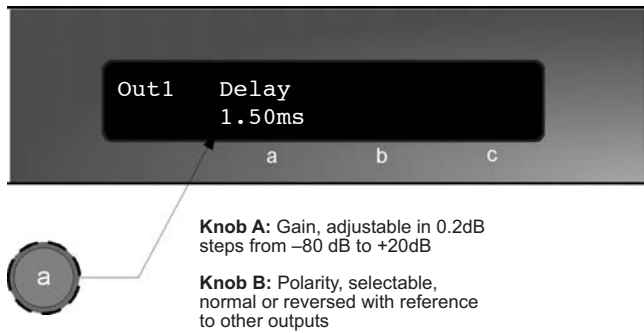 Out1 Delay
1.50ms
a b c
a
Knob A: Gain, adjustable in 0.2dB
steps from –80 dB to +20dB
Knob B: Polarity, selectable,
normal or reversed with reference
to other outputs